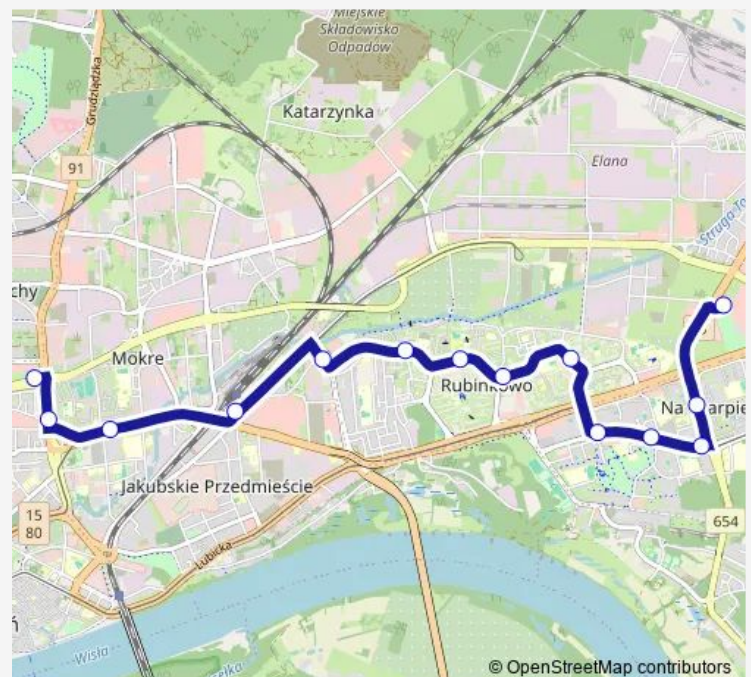 Miejskie
Składowisko
Odpadów
Grudziądzka
Katarzynka
91
Elana
Struga To
chy
Mokre
Rubinkowo
Na
arpie
Jakubskie Przedmieście
15
80
654
Lubicka
ń
Wisła
© OpenStreetMap contributors